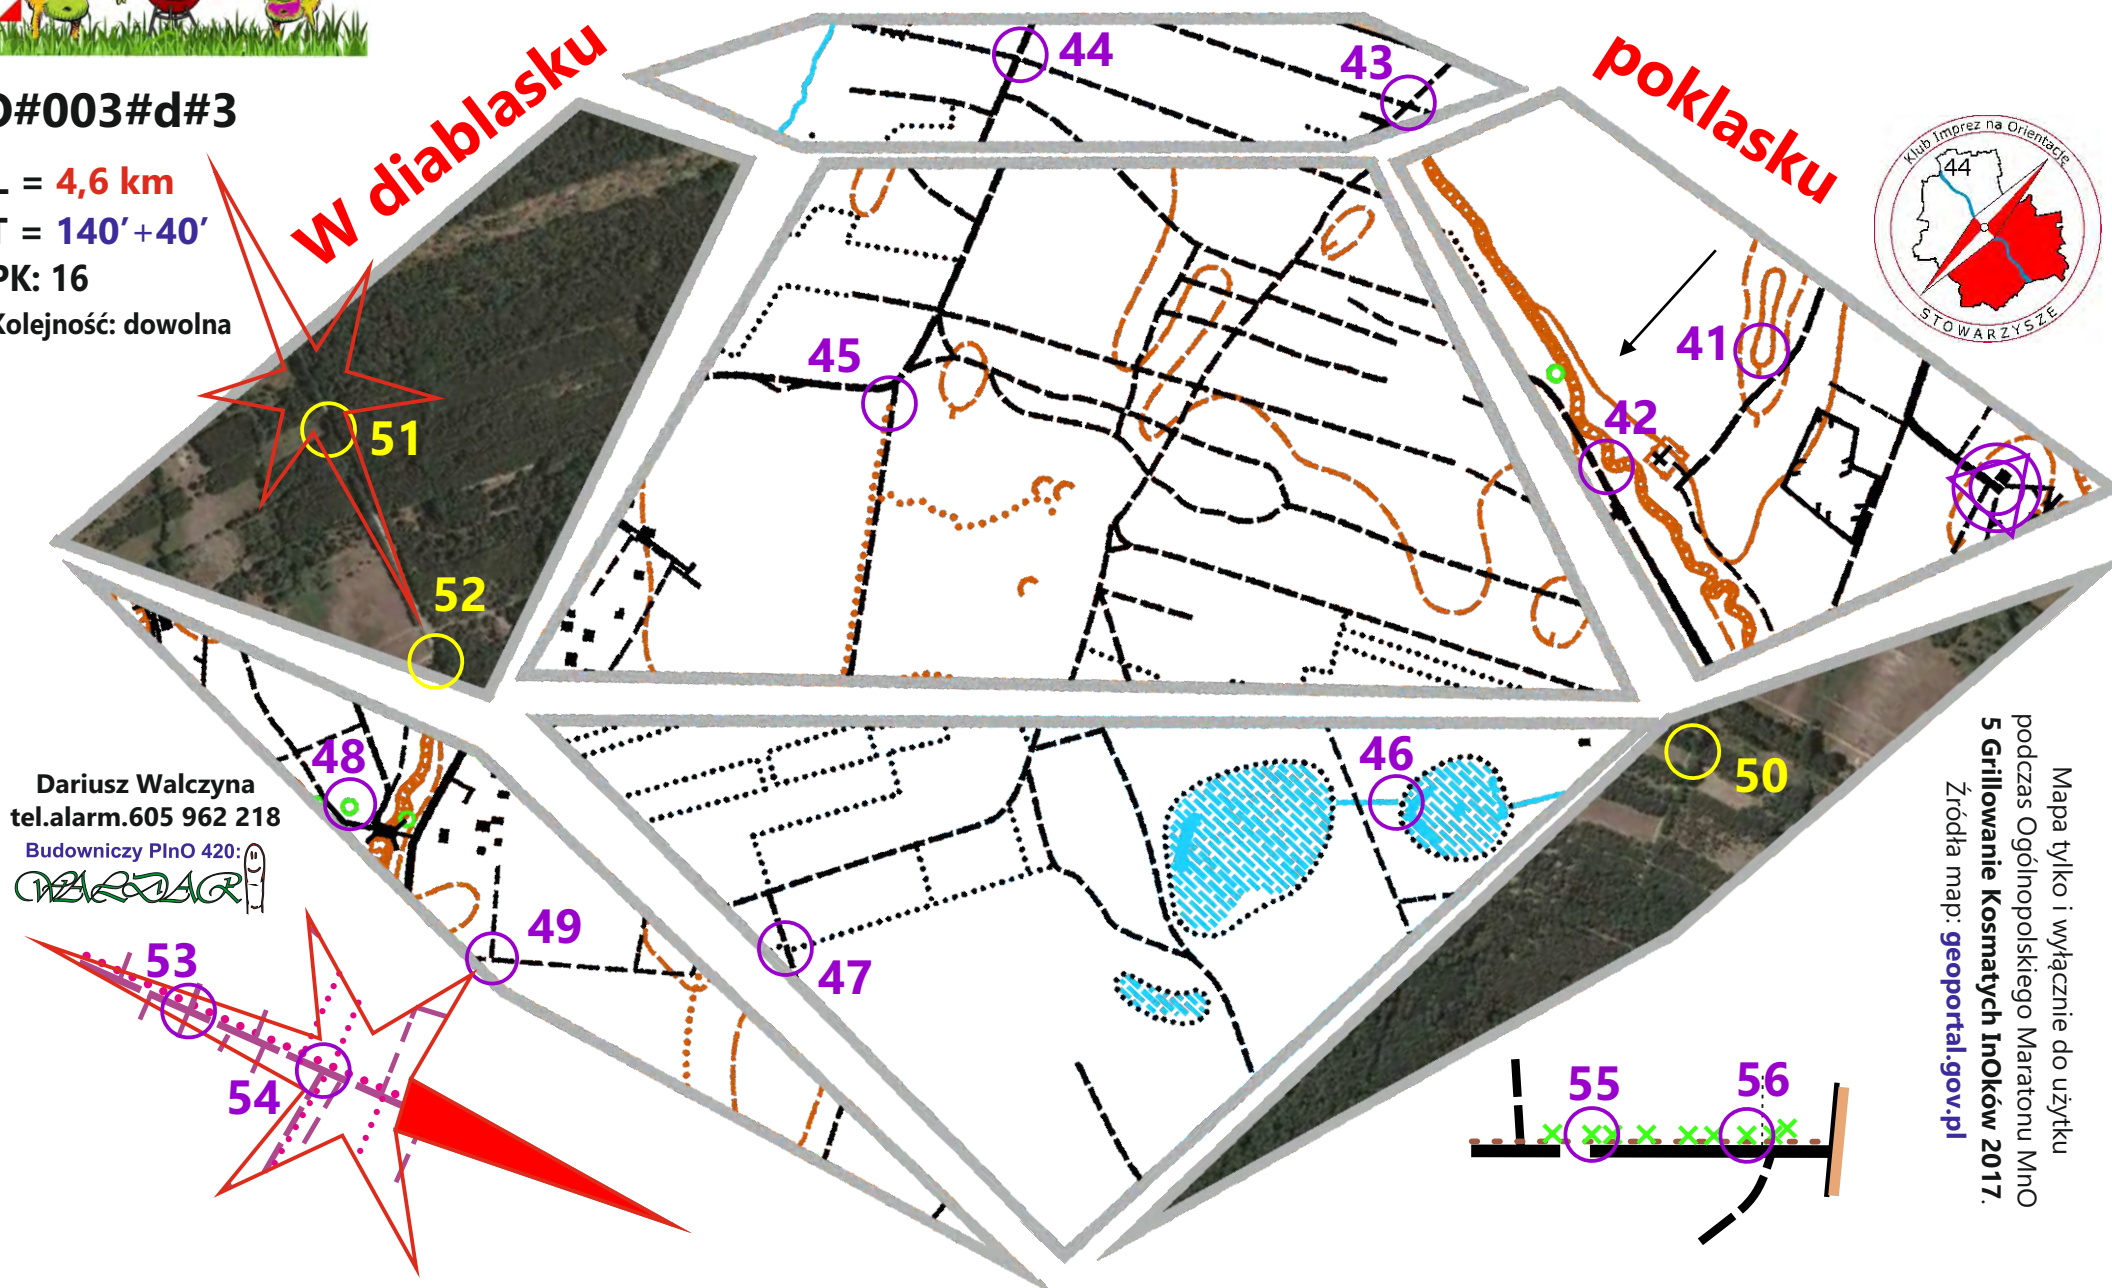 W diablasku
poklasku
D#003#d#3
L = 4,6 km
T = 140’+40’
PK: 16
Kolejność: dowolna
44
43
Klub Imprez na Orientację
44
STOWARZYSZE
41
42
45
51
52
46
50
48
49
47
Dariusz Walczyna
tel.alarm.605 962 218
Budowniczy PInO 420:
WALDAR
53
54
55
56
Mapa tylko i wyłącznie do użytku
podczas Ogólnopolskiego Maratonu MnO
5 Grillowanie Kosmatych InOków 2017.
Źródła map: geoportal.gov.pl